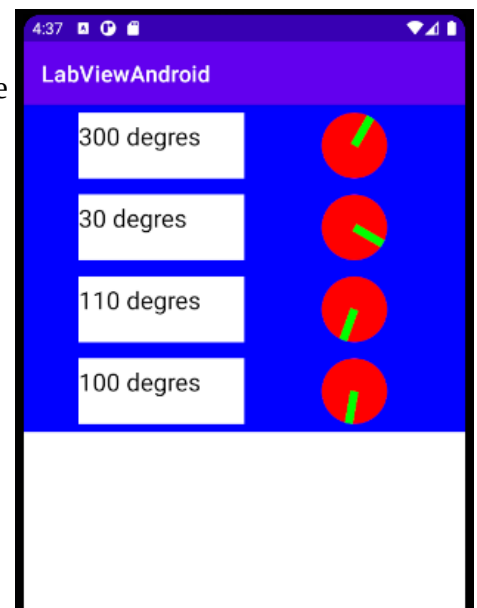 4:37
e
LabViewAndroid
300 degres
30 degres
110 degres
100 degres